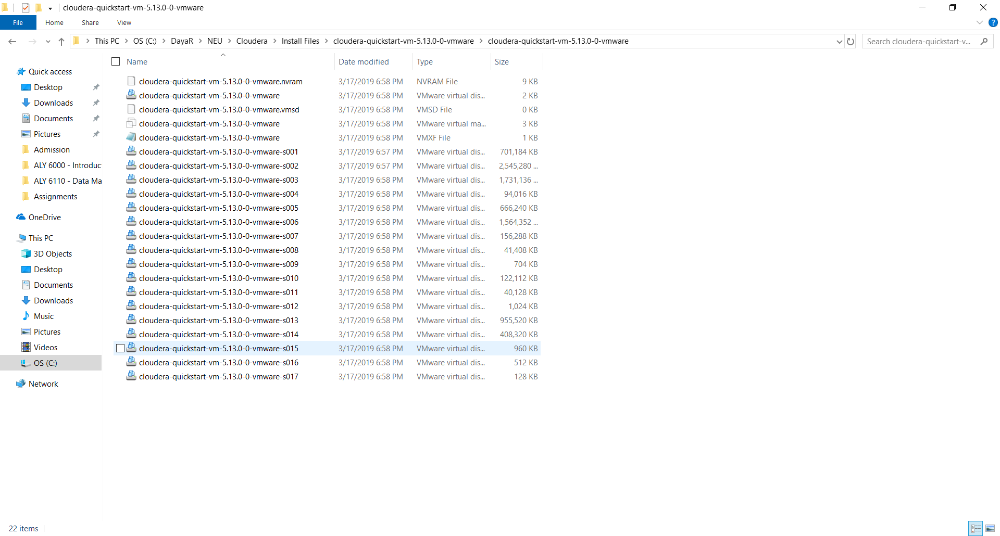 cloudera-quickstart-vm-5.13.0-0-vmware
File Home Share View
This PC OS (C:) DayaR NEU Cloudera Install Files cloudera-quickstart-vm-5.13.0-0-vmware cloudera-quickstart-vm-5.13.0-0-vmware Search cloudera-quickstart-v...
Quick access
Desktop
Downloads
Documents
Pictures
Admission
ALY 6000 - Introduc
ALY 6110 - Data Ma
Assignments
OneDrive
This PC
3D Objects
Desktop
Documents
Downloads
Music
Pictures
Videos
OS (C:)
Network
Name Date modified Type Size
cloudera-quickstart-vm-5.13.0-0-vmware.nvram 3/17/2019 6:58 PM NVRAM File 9 KB
cloudera-quickstart-vm-5.13.0-0-vmware 3/17/2019 6:58 PM VMware virtual dis... 2 KB
cloudera-quickstart-vm-5.13.0-0-vmware.vmsd 3/17/2019 6:58 PM VMSD File 0 KB
cloudera-quickstart-vm-5.13.0-0-vmware 3/17/2019 6:58 PM VMware virtual ma... 3 KB
cloudera-quickstart-vm-5.13.0-0-vmware 3/17/2019 6:58 PM VMXF File 1 KB
cloudera-quickstart-vm-5.13.0-0-vmware-s001 3/17/2019 6:57 PM VMware virtual dis... 701,184 KB
cloudera-quickstart-vm-5.13.0-0-vmware-s002 3/17/2019 6:57 PM VMware virtual dis... 2,545,280 ...
cloudera-quickstart-vm-5.13.0-0-vmware-s003 3/17/2019 6:58 PM VMware virtual dis... 1,731,136 ...
cloudera-quickstart-vm-5.13.0-0-vmware-s004 3/17/2019 6:58 PM VMware virtual dis... 94,016 KB
cloudera-quickstart-vm-5.13.0-0-vmware-s005 3/17/2019 6:58 PM VMware virtual dis... 666,240 KB
cloudera-quickstart-vm-5.13.0-0-vmware-s006 3/17/2019 6:58 PM VMware virtual dis... 1,564,352 ...
cloudera-quickstart-vm-5.13.0-0-vmware-s007 3/17/2019 6:58 PM VMware virtual dis... 156,288 KB
cloudera-quickstart-vm-5.13.0-0-vmware-s008 3/17/2019 6:58 PM VMware virtual dis... 41,408 KB
cloudera-quickstart-vm-5.13.0-0-vmware-s009 3/17/2019 6:58 PM VMware virtual dis... 704 KB
cloudera-quickstart-vm-5.13.0-0-vmware-s010 3/17/2019 6:58 PM VMware virtual dis... 122,112 KB
cloudera-quickstart-vm-5.13.0-0-vmware-s011 3/17/2019 6:58 PM VMware virtual dis... 40,128 KB
cloudera-quickstart-vm-5.13.0-0-vmware-s012 3/17/2019 6:58 PM VMware virtual dis... 1,024 KB
cloudera-quickstart-vm-5.13.0-0-vmware-s013 3/17/2019 6:58 PM VMware virtual dis... 955,520 KB
cloudera-quickstart-vm-5.13.0-0-vmware-s014 3/17/2019 6:58 PM VMware virtual dis... 408,320 KB
cloudera-quickstart-vm-5.13.0-0-vmware-s015 3/17/2019 6:58 PM VMware virtual dis... 960 KB
cloudera-quickstart-vm-5.13.0-0-vmware-s016 3/17/2019 6:58 PM VMware virtual dis... 512 KB
cloudera-quickstart-vm-5.13.0-0-vmware-s017 3/17/2019 6:58 PM VMware virtual dis... 128 KB
22 items